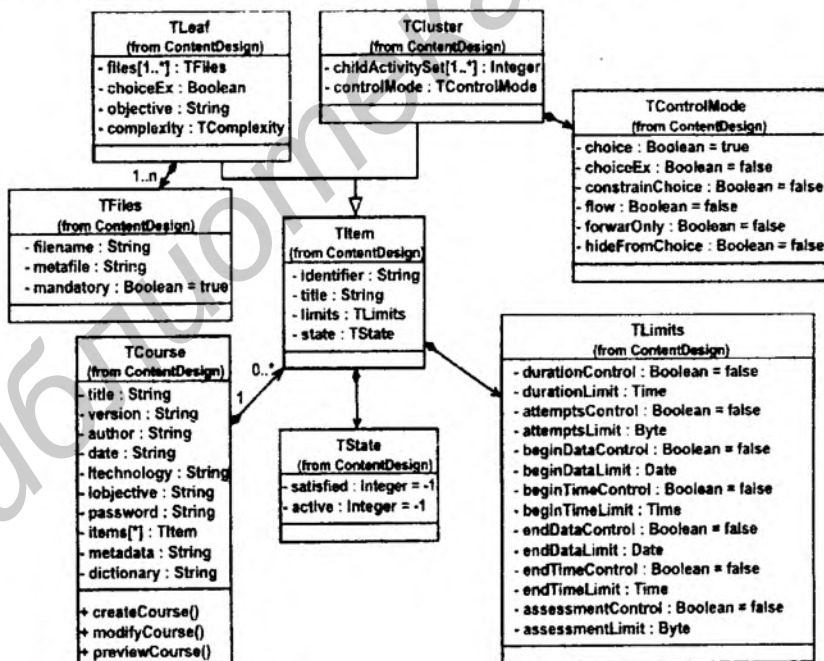 TLeaf
(from ContentDesign)
- files[1..*] : TFiles
- choiceEx : Boolean
- objective : String
- complexity : TComplexity
TCluster
(from ContentDesign)
- childActivitySet[1..*] : Integer
- controlMode : TControlMode
TControlMode
(from ContentDesign)
- choice : Boolean = true
- choiceEx : Boolean = false
- constrainChoice : Boolean = false
- flow : Boolean = false
- forwarOnly : Boolean = false
- hideFromChoice : Boolean = false
1..n
TFiles
(from ContentDesign)
- filename : String
- metafile : String
- mandatory : Boolean = true
TItem
(from ContentDesign)
- identifier : String
- title : String
- limits : TLimits
- state : TState
0..*
1
TCourse
(from ContentDesign)
- title : String
- version : String
- author : String
- date : String
- ltechnology : String
- lobjective : String
- password : String
- items[*] : TItem
- metadata : String
- dictionary : String
+ createCourse()
+ modifyCourse()
+ previewCourse()
TState
(from ContentDesign)
- satisfied : Integer = -1
- active : Integer = -1
TLimits
(from ContentDesign)
- durationControl : Boolean = false
- durationLimit : Time
- attemptsControl : Boolean = false
- attemptsLimit : Byte
- beginDataControl : Boolean = false
- beginDataLimit : Date
- beginTimeControl : Boolean = false
- beginTimeLimit : Time
- endDataControl : Boolean = false
- endDataLimit : Date
- endTimeControl : Boolean = false
- endTimeLimit : Time
- assessmentControl : Boolean = false
- assessmentLimit : Byte
библиотека